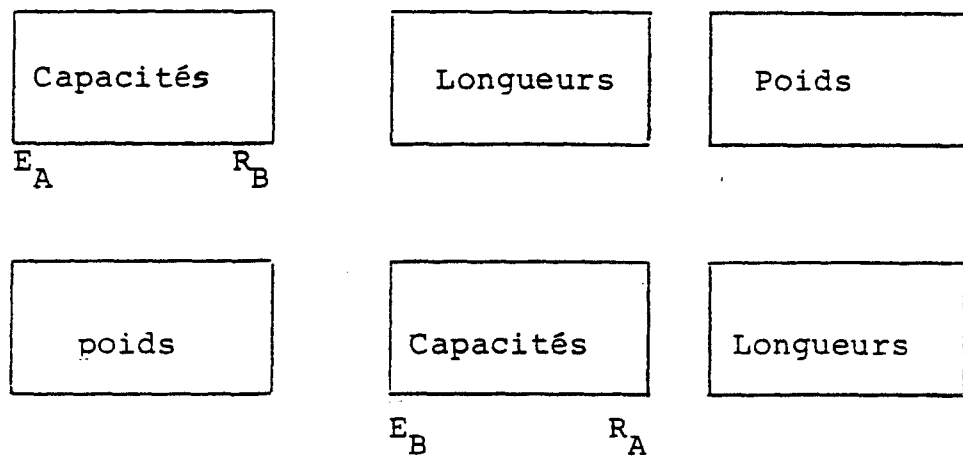 Capacités Longueurs Poids
E_A R_B
poids Capacités Longueurs
E_B R_A